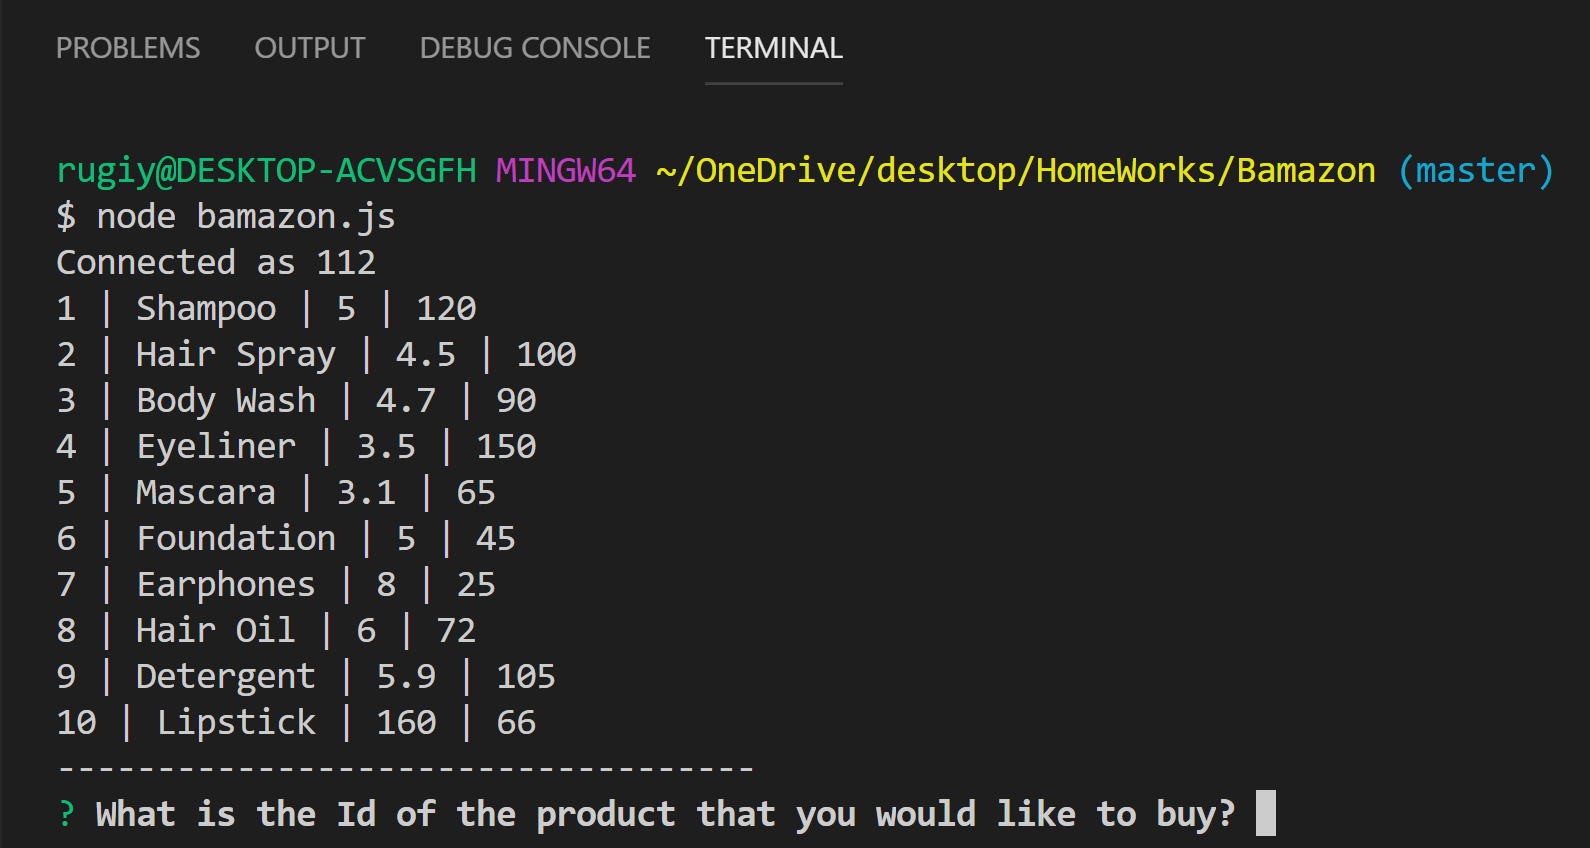 PROBLEMS OUTPUT DEBUG CONSOLE TERMINAL
rugiy@DESKTOP-ACVSGFH MINGW64 ~/OneDrive/desktop/HomeWorks/Bamazon (master)
$ node bamazon.js
Connected as 112
1 | Shampoo | 5 | 120
2 | Hair Spray | 4.5 | 100
3 | Body Wash | 4.7 | 90
4 | Eyeliner | 3.5 | 150
5 | Mascara | 3.1 | 65
6 | Foundation | 5 | 45
7 | Earphones | 8 | 25
8 | Hair Oil | 6 | 72
9 | Detergent | 5.9 | 105
10 | Lipstick | 160 | 66
-----------------------------------
? What is the Id of the product that you would like to buy?